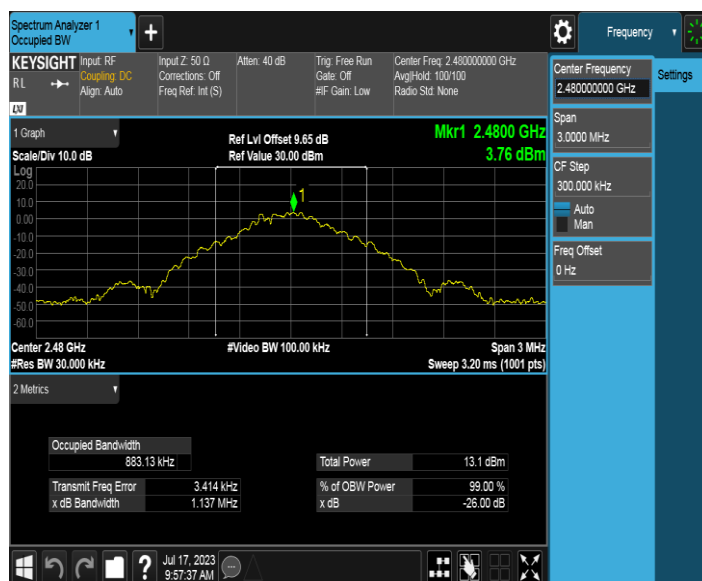 Spectrum Analyzer 1
Occupied BW
+
Frequency
KEYSIGHT
RL
LXI
Input: RF
Coupling: DC
Align: Auto
Input Z: 50 Ω
Corrections: Off
Freq Ref: Int (S)
Atten: 40 dB
Trig: Free Run
Gate: Off
#IF Gain: Low
Center Freq: 2.480000000 GHz
Avg|Hold: 100/100
Radio Std: None
Center Frequency
2.480000000 GHz
Settings
Span
3.0000 MHz
CF Step
300.000 kHz
Auto
Man
Freq Offset
0 Hz
1 Graph
Scale/Div 10.0 dB
Ref Lvl Offset 9.65 dB
Ref Value 30.00 dBm
Mkr1 2.4800 GHz
3.76 dBm
Log
20.0
10.0
0.00
-10.0
-20.0
-30.0
-40.0
-50.0
-60.0
1
Center 2.48 GHz
#Res BW 30.000 kHz
#Video BW 100.00 kHz
Span 3 MHz
Sweep 3.20 ms (1001 pts)
2 Metrics
Occupied Bandwidth
883.13 kHz
Total Power 13.1 dBm
Transmit Freq Error 3.414 kHz
% of OBW Power 99.00 %
x dB Bandwidth 1.137 MHz
x dB -26.00 dB
?
Jul 17, 2023
9:57:37 AM